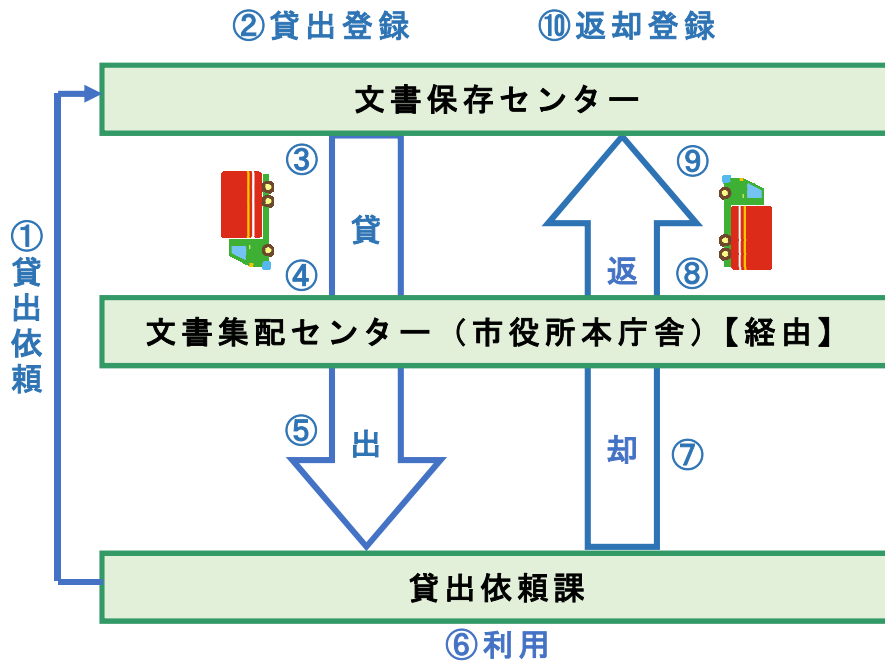 ②貸出登録
⑩返却登録
文書保存センター
③
⑨
貸
①貸出依頼
④
返
⑧
文書集配センター（市役所本庁舎）【経由】
⑤
出
却
⑦
貸出依頼課
⑥利用